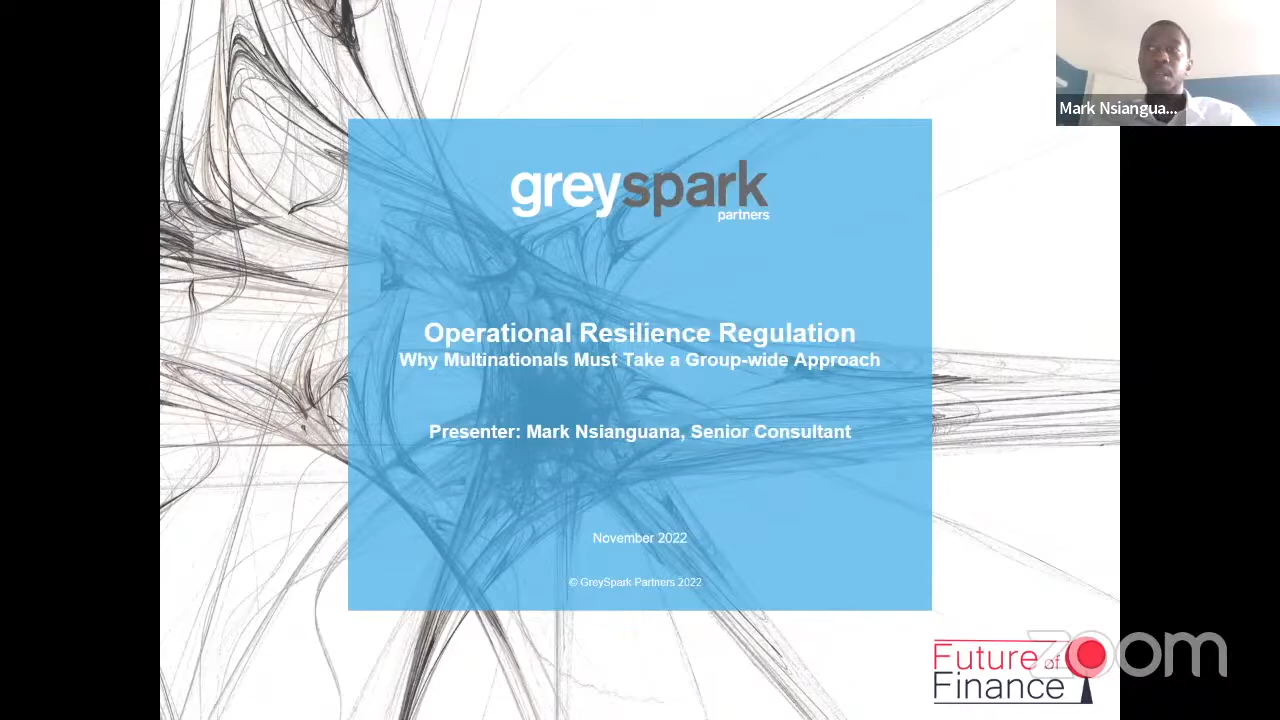 Mark Nsiangua...
greyspark
partners
Operational Resilience Regulation
Why Multinationals Must Take a Group-wide Approach
Presenter: Mark Nsianguana, Senior Consultant
November 2022
© GreySpark Partners 2022
zoom
Future of
Finance